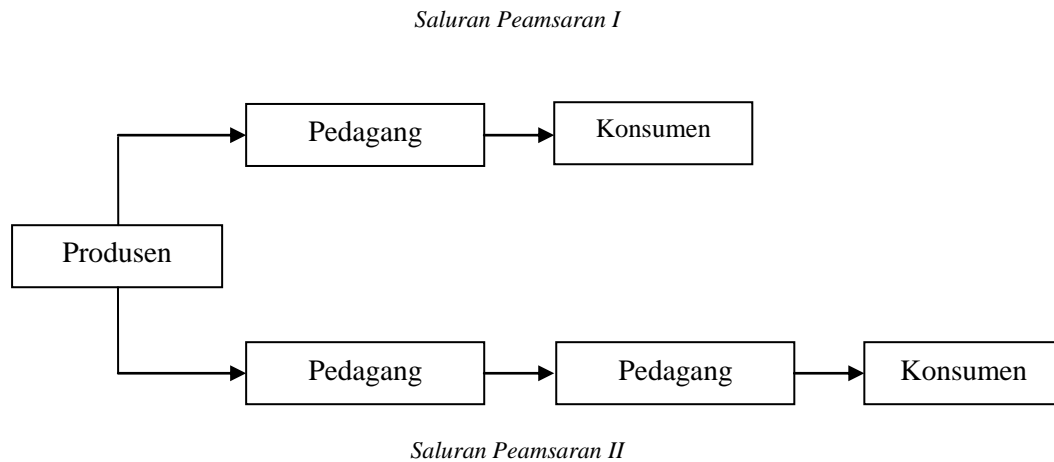 Saluran Peamsaran I
Pedagang
Konsumen
Produsen
Pedagang
Pedagang
Konsumen
Saluran Peamsaran II